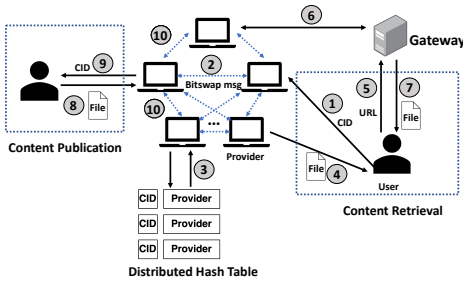 6
10
Gateway
CID
9
2
Bitswap msg
1
5
7
8
File
URL
File
CID
10
...
Content Publication
Provider
File
4
3
User
CID Provider
Content Retrieval
CID Provider
CID Provider
Distributed Hash Table